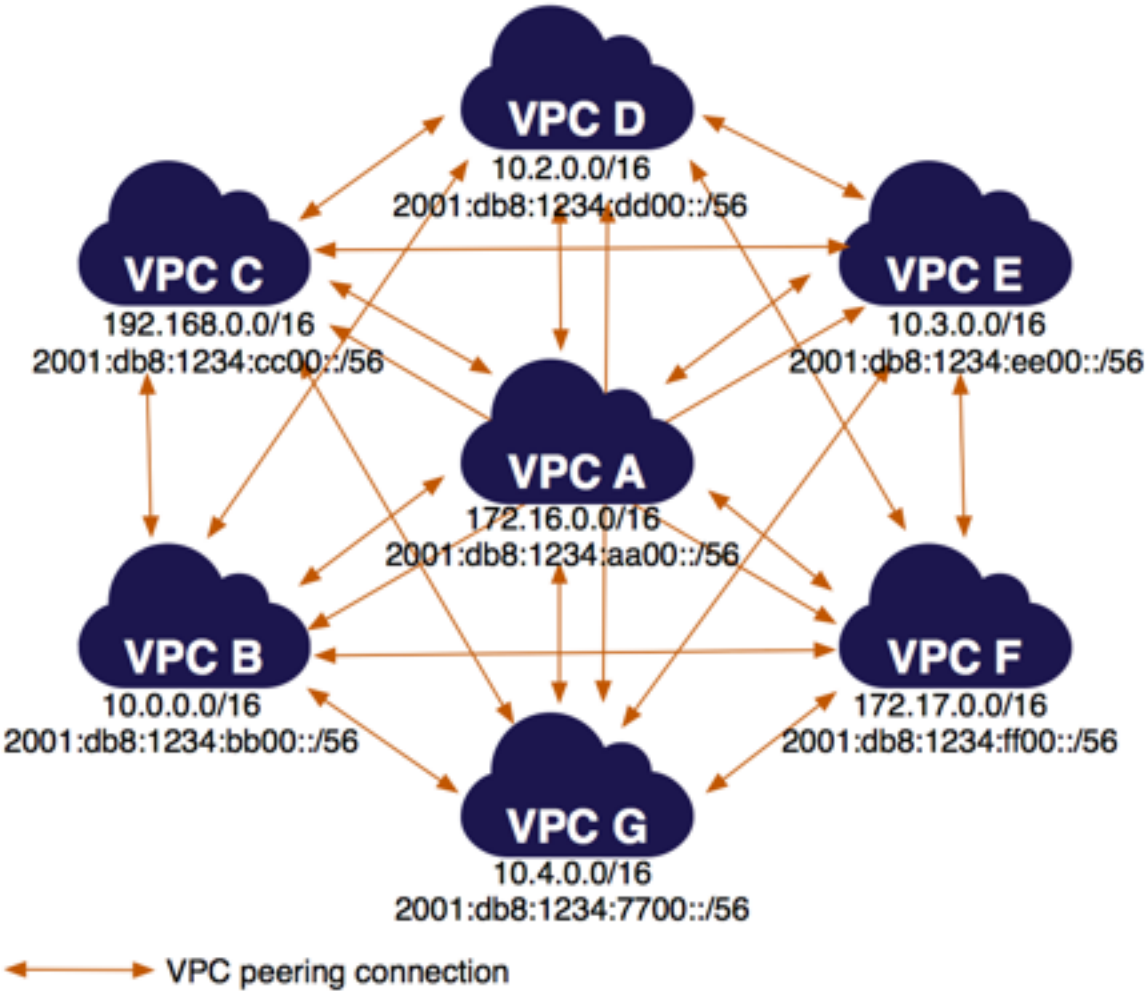 VPC D
10.2.0.0/16
2001:db8:1234:dd00::/56
VPC C
192.168.0.0/16
2001:db8:1234:cc00::/56
VPC E
10.3.0.0/16
2001:db8:1234:ee00::/56
VPC A
172.16.0.0/16
2001:db8:1234:aa00::/56
VPC B
10.0.0.0/16
2001:db8:1234:bb00::/56
VPC F
172.17.0.0/16
2001:db8:1234:ff00::/56
VPC G
10.4.0.0/16
2001:db8:1234:7700::/56
VPC peering connection